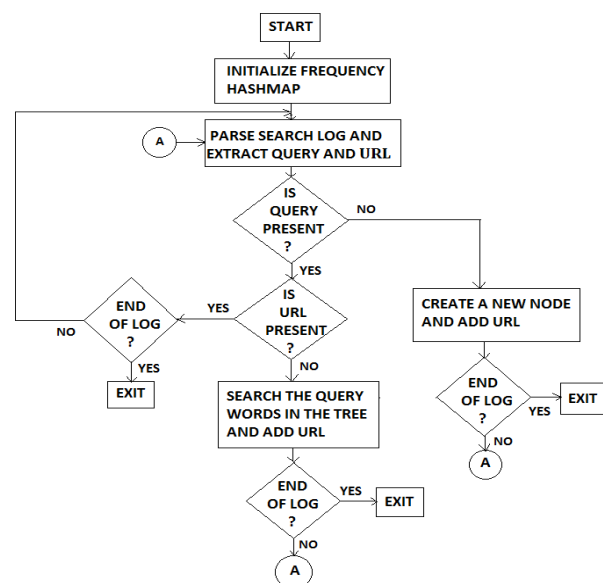 START
INITIALIZE FREQUENCY
HASHMAP
A
PARSE SEARCH LOG AND
EXTRACT QUERY AND URL
IS
QUERY
PRESENT
?
NO
YES
IS
URL
PRESENT
?
YES
END
OF LOG
?
NO
YES
EXIT
NO
CREATE A NEW NODE
AND ADD URL
END
OF LOG
?
YES
EXIT
NO
A
SEARCH THE QUERY
WORDS IN THE TREE
AND ADD URL
END
OF LOG
?
YES
EXIT
NO
A